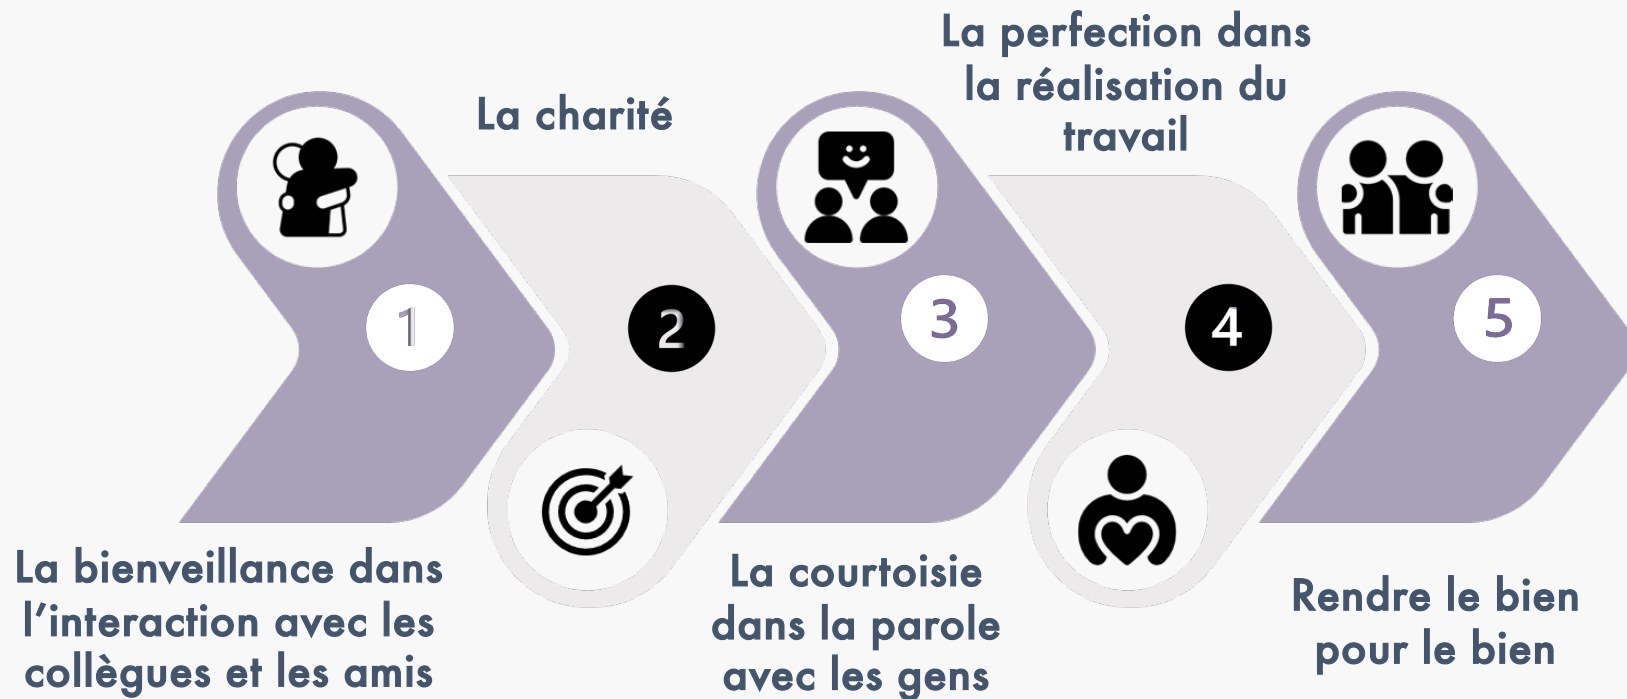 La bienveillance dans
l’interaction avec les
collègues et les amis
1
La charité
2
La courtoisie
dans la parole
avec les gens
3
La perfection dans
la réalisation du
travail
4
Rendre le bien
pour le bien
5